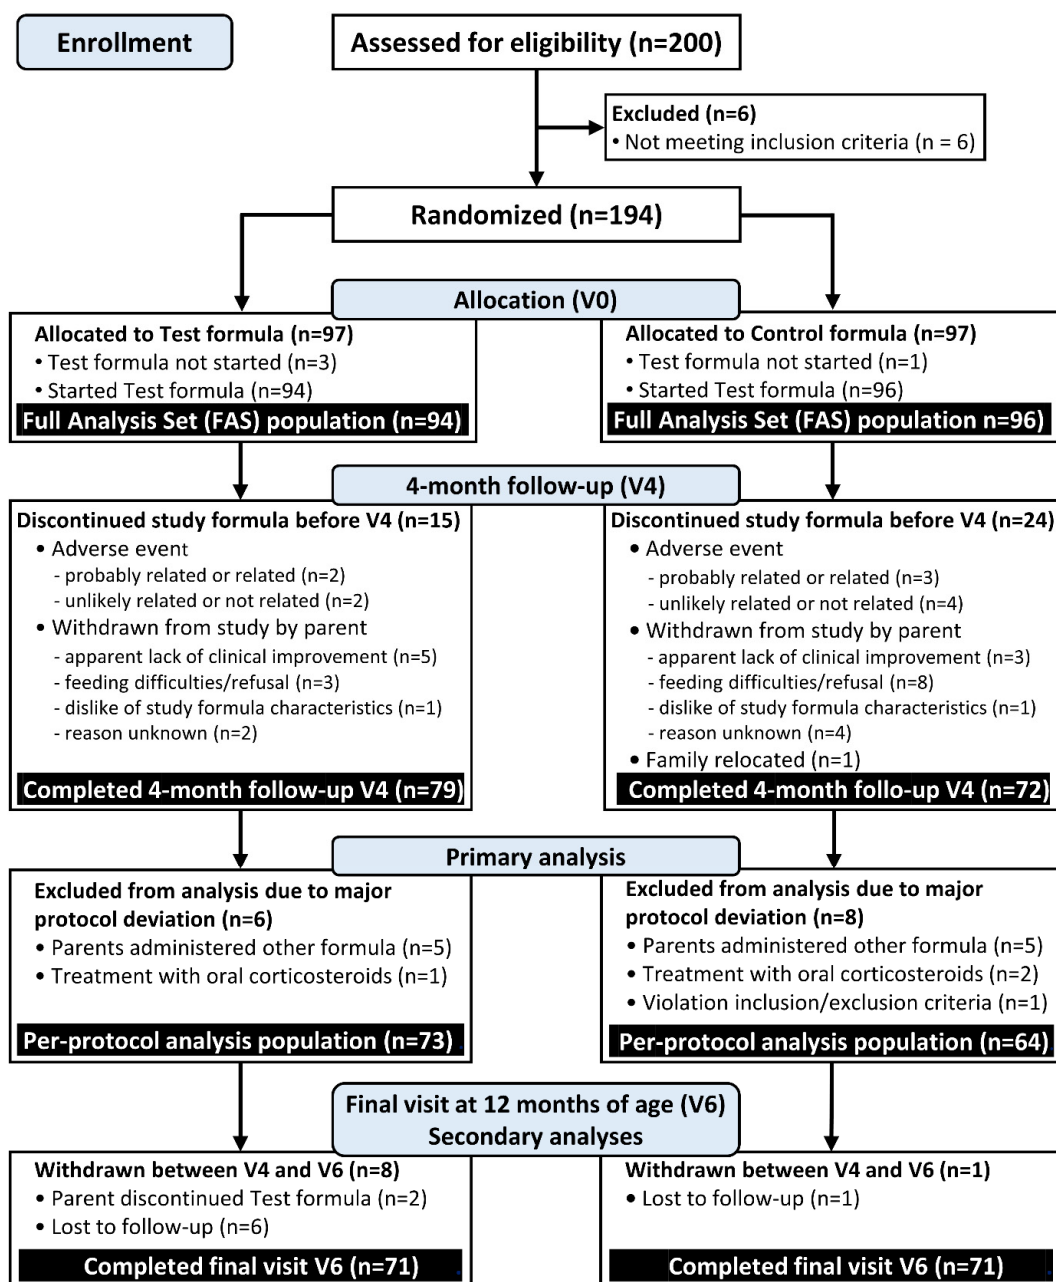 Enrollment
Assessed for eligibility (n=200)
Excluded (n=6)
• Not meeting inclusion criteria (n = 6)
Randomized (n=194)
Allocation (V0)
Allocated to Test formula (n=97)
• Test formula not started (n=3)
• Started Test formula (n=94)
Full Analysis Set (FAS) population (n=94)
Allocated to Control formula (n=97)
• Test formula not started (n=1)
• Started Test formula (n=96)
Full Analysis Set (FAS) population n=96)
4-month follow-up (V4)
Discontinued study formula before V4 (n=15)
• Adverse event
- probably related or related (n=2)
- unlikely related or not related (n=2)
• Withdrawn from study by parent
- apparent lack of clinical improvement (n=5)
- feeding difficulties/refusal (n=3)
- dislike of study formula characteristics (n=1)
- reason unknown (n=2)
Completed 4-month follow-up V4 (n=79)
Discontinued study formula before V4 (n=24)
• Adverse event
- probably related or related (n=3)
- unlikely related or not related (n=4)
• Withdrawn from study by parent
- apparent lack of clinical improvement (n=3)
- feeding difficulties/refusal (n=8)
- dislike of study formula characteristics (n=1)
- reason unknown (n=4)
• Family relocated (n=1)
Completed 4-month follo-up V4 (n=72)
Primary analysis
Excluded from analysis due to major
protocol deviation (n=6)
• Parents administered other formula (n=5)
• Treatment with oral corticosteroids (n=1)
Per-protocol analysis population (n=73)
Excluded from analysis due to major
protocol deviation (n=8)
• Parents administered other formula (n=5)
• Treatment with oral corticosteroids (n=2)
• Violation inclusion/exclusion criteria (n=1)
Per-protocol analysis population (n=64)
Final visit at 12 months of age (V6)
Secondary analyses
Withdrawn between V4 and V6 (n=8)
• Parent discontinued Test formula (n=2)
• Lost to follow-up (n=6)
Completed final visit V6 (n=71)
Withdrawn between V4 and V6 (n=1)
• Lost to follow-up (n=1)
Completed final visit V6 (n=71)